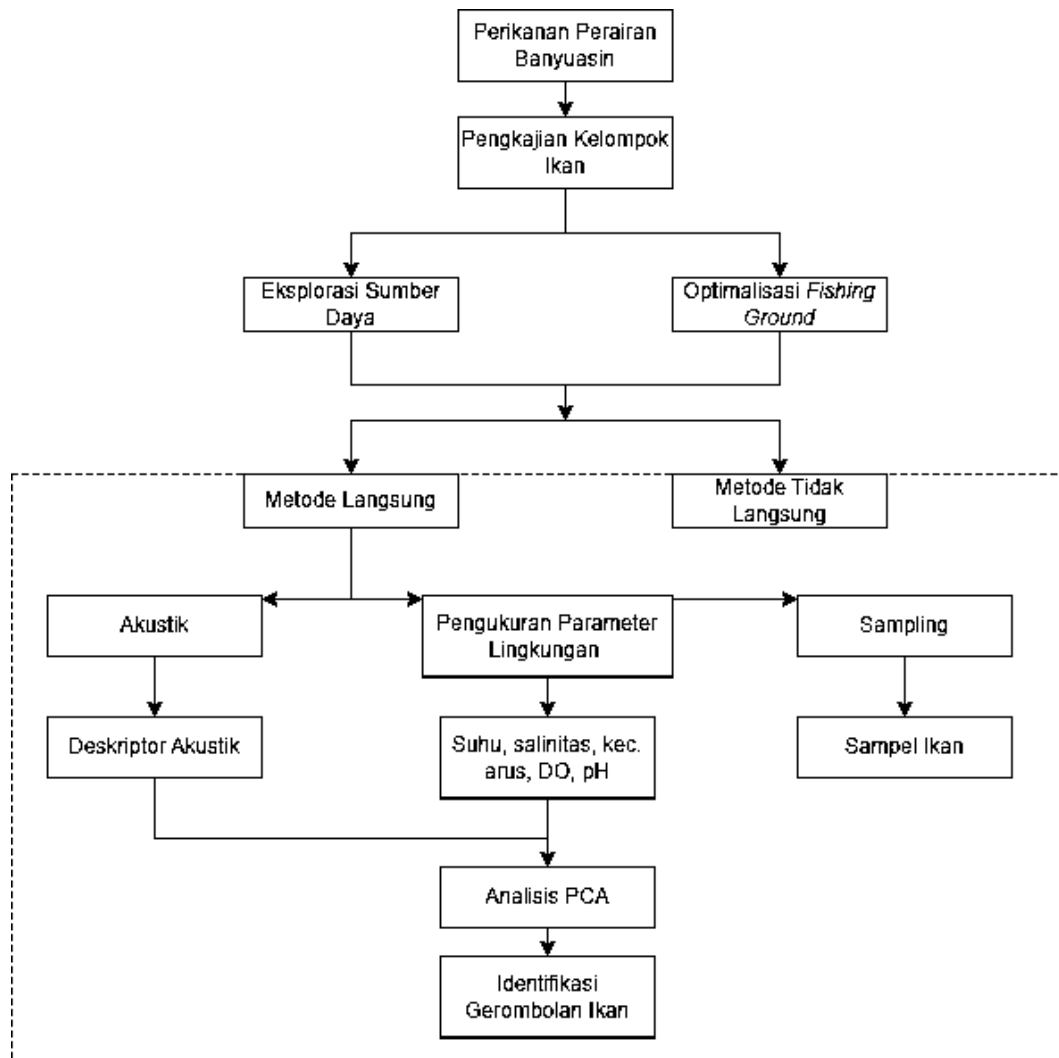 Perikanan Perairan
Banyuasin
Pengkajian Kelompok
Ikan
Eksplorasi Sumber
Daya
Optimalisasi Fishing
Ground
Metode Langsung
Metode Tidak
Langsung
Akustik
Pengukuran Parameter
Lingkungan
Sampling
Deskriptor Akustik
Suhu, salinitas, kec.
arus, DO, pH
Sampel Ikan
Analisis PCA
Identifikasi
Gerombolan Ikan